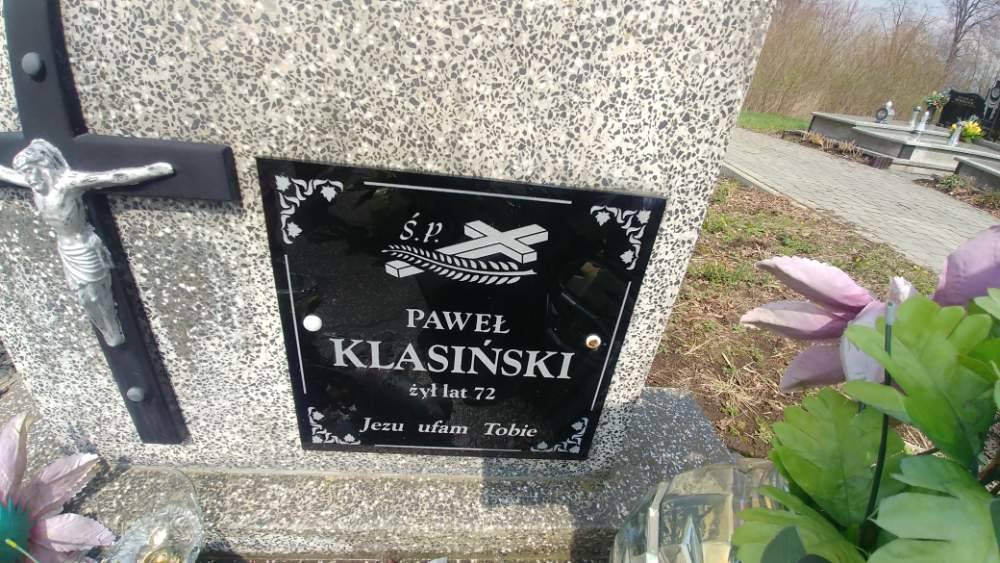 ś.p.
PAWEŁ
KLASIŃSKI
żył lat 72
Jezu ufam Tobie